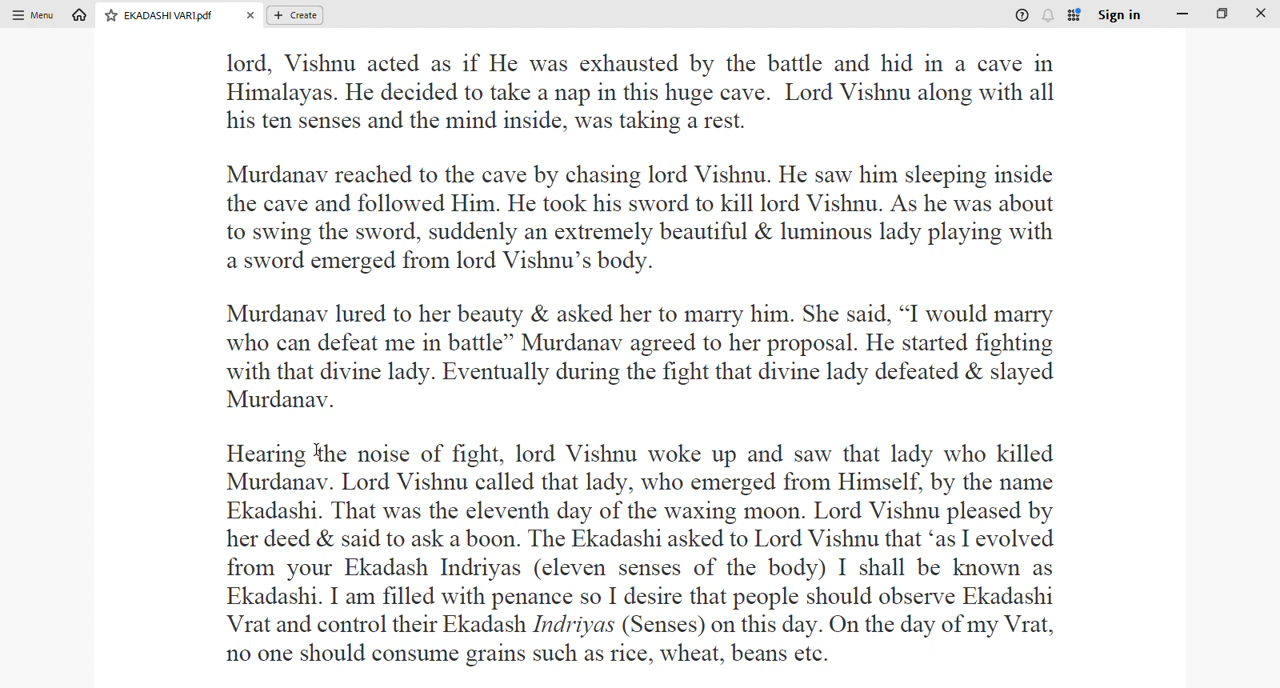 Menu
EKADASHI VAR1.pdf
Create
Sign in
lord, Vishnu acted as if He was exhausted by the battle and hid in a cave in
Himalayas. He decided to take a nap in this huge cave. Lord Vishnu along with all
his ten senses and the mind inside, was taking a rest.
Murdanav reached to the cave by chasing lord Vishnu. He saw him sleeping inside
the cave and followed Him. He took his sword to kill lord Vishnu. As he was about
to swing the sword, suddenly an extremely beautiful & luminous lady playing with
a sword emerged from lord Vishnu’s body.
Murdanav lured to her beauty & asked her to marry him. She said, “I would marry
who can defeat me in battle” Murdanav agreed to her proposal. He started fighting
with that divine lady. Eventually during the fight that divine lady defeated & slayed
Murdanav.
Hearing the noise of fight, lord Vishnu woke up and saw that lady who killed
Murdanav. Lord Vishnu called that lady, who emerged from Himself, by the name
Ekadashi. That was the eleventh day of the waxing moon. Lord Vishnu pleased by
her deed & said to ask a boon. The Ekadashi asked to Lord Vishnu that ‘as I evolved
from your Ekadash Indriyas (eleven senses of the body) I shall be known as
Ekadashi. I am filled with penance so I desire that people should observe Ekadashi
Vrat and control their Ekadash Indriyas (Senses) on this day. On the day of my Vrat,
no one should consume grains such as rice, wheat, beans etc.